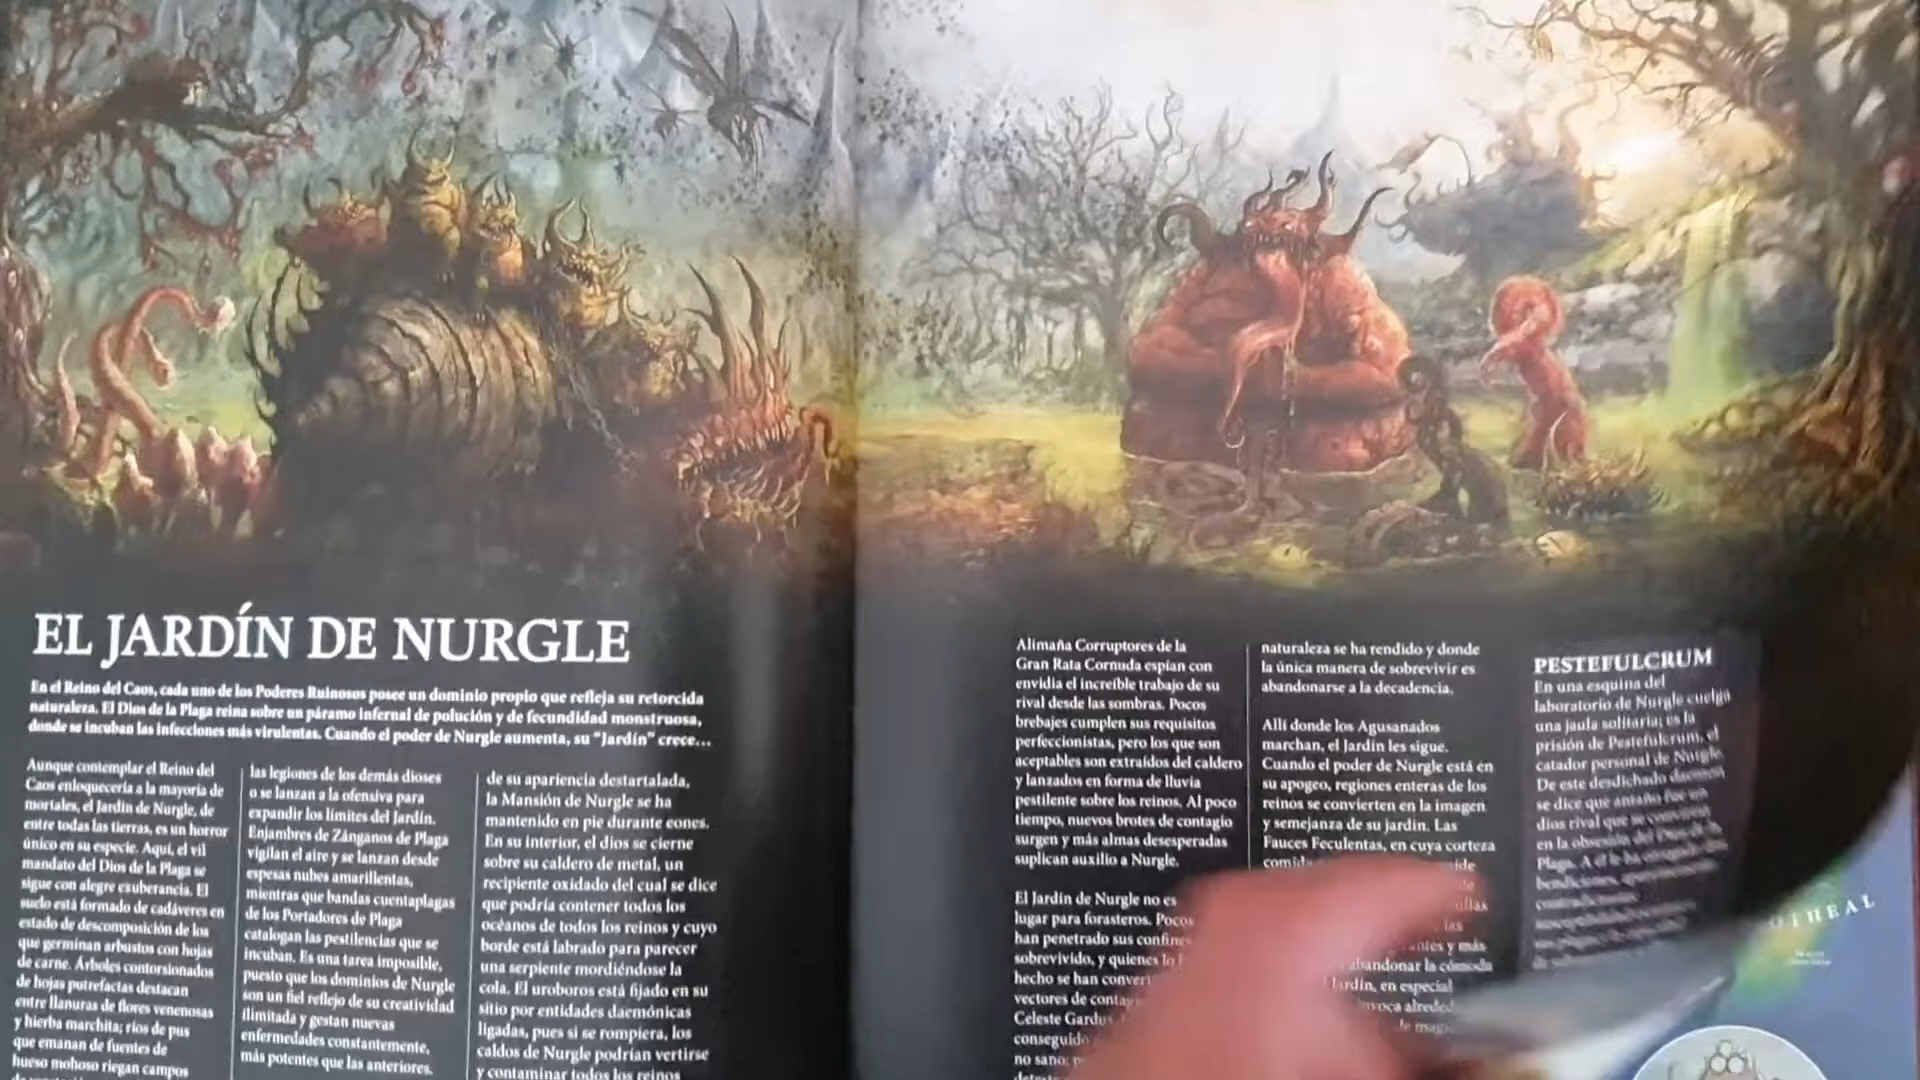 EL JARDÍN DE NURGLE
En el Reino del Caos, cada uno de los Poderes Ruinosos posee un dominio propio que refleja su retorcida
naturaleza. El Dios de la Plaga reina sobre un páramo infernal de polución y de fecundidad monstruosa,
donde se incuban las infecciones más virulentas. Cuando el poder de Nurgle aumenta, su "Jardín" crece...
Aunque contemplar el Reino del
Caos enloquecería a la mayoría de
mortales, el Jardín de Nurgle, de
entre todas las tierras, es un horror
único en su especie. Aquí, el vil
mandato del Dios de la Plaga se
sigue con alegre exuberancia. El
suelo está formado de cadáveres en
estado de descomposición de los
que germinan arbustos con hojas
de carne. Árboles contorsionados
de hojas putrefactas destacan
entre llanuras de flores venenosas
y hierba marchita; ríos de pus
que emanan de fuentes de
hueso mohoso riegan campos
las legiones de los demás dioses
o se lanzan a la ofensiva para
expandir los límites del Jardín.
Enjambres de Zánganos de Plaga
vigilan el aire y se lanzan desde
espesas nubes amarillentas,
mientras que bandas cuentaplagas
de los Portadores de Plaga
catalogan las pestilencias que se
incuban. Es una tarea imposible,
puesto que los dominios de Nurgle
son un fiel reflejo de su creatividad
ilimitada y gestan nuevas
enfermedades constantemente,
más potentes que las anteriores.
de su apariencia destartalada,
la Mansión de Nurgle se ha
mantenido en pie durante eones.
En su interior, el dios se cierne
sobre su caldero de metal, un
recipiente oxidado del cual se dice
que podría contener todos los
océanos de todos los reinos y cuyo
borde está labrado para parecer
una serpiente mordiéndose la
cola. El uroboros está fijado en su
sitio por entidades daemónicas
ligadas, pues si se rompiera, los
caldos de Nurgle podrían vertirse
y contaminar todos los reinos
Alimaña Corruptores de la
Gran Rata Cornuda espían con
envidia el increíble trabajo de su
rival desde las sombras. Pocos
brebajes cumplen sus requisitos
perfeccionistas, pero los que son
aceptables son extraídos del caldero
y lanzados en forma de lluvia
pestilente sobre los reinos. Al poco
tiempo, nuevos brotes de contagio
surgen y más almas desesperadas
suplican auxilio a Nurgle.
El Jardín de Nurgle no es
lugar para forasteros. Pocos
han penetrado sus confines
sobrevivido, y quienes lo
hecho se han
vectores de
Celeste Gardus
conseguido
no sano;
naturaleza se ha rendido y donde
la única manera de sobrevivir es
abandonarse a la decadencia.
Allí donde los Agusanados
marchan, el Jardín les sigue.
Cuando el poder de Nurgle está en
su apogeo, regiones enteras de los
reinos se convierten en la imagen
y semejanza de su jardín. Las
Fauces Feculentas, en cuya corteza
las
y más
abandonar la cómoda
Jardín, en especial
PESTEFULCRUM
En una esquina del
laboratorio de Nurgle cuelga
una jaula solitaria; es la
prisión de Pestefulcrum, el
catador personal de Nurgle.
De este desdichado
se dice que antaño fue un
dios rival que se
en la obsesión del Dios de la
Plaga. A él le ha otorgado
bendiciones,